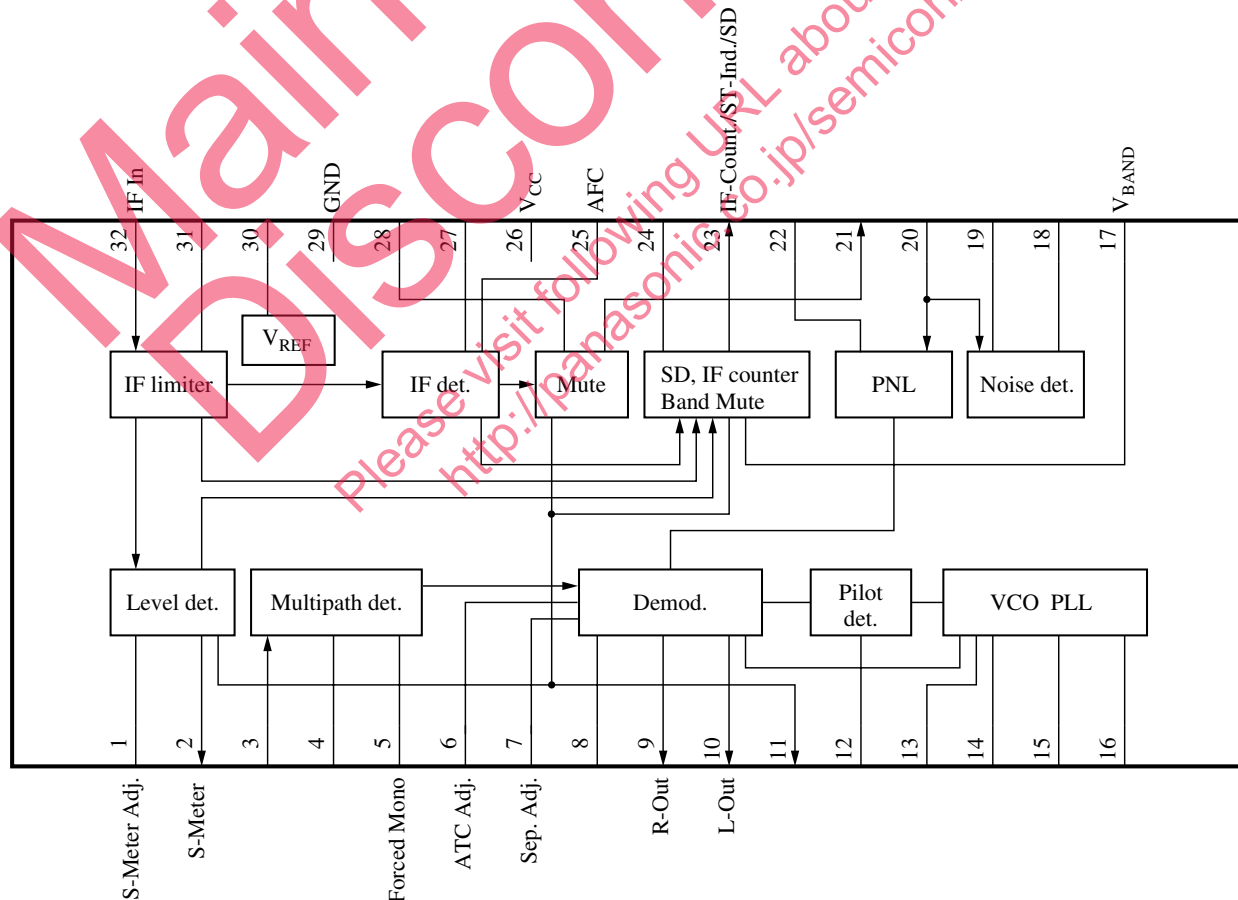 Main
Discon
Please visit following URL abou
http://panasonic.co.jp/semicon
IF In
GND
VCC
AFC
IF-Count./ST-Ind./SD
VBAND
32
31
30
29
28
27
26
25
24
23
22
21
20
19
18
17
VREF
IF limiter
IF det.
Mute
SD, IF counter
Band Mute
PNL
Noise det.
Level det.
Multipath det.
Demod.
Pilot
det.
VCO PLL
1
2
3
4
5
6
7
8
9
10
11
12
13
14
15
16
S-Meter Adj.
S-Meter
Forced Mono
ATC Adj.
Sep. Adj.
R-Out
L-Out